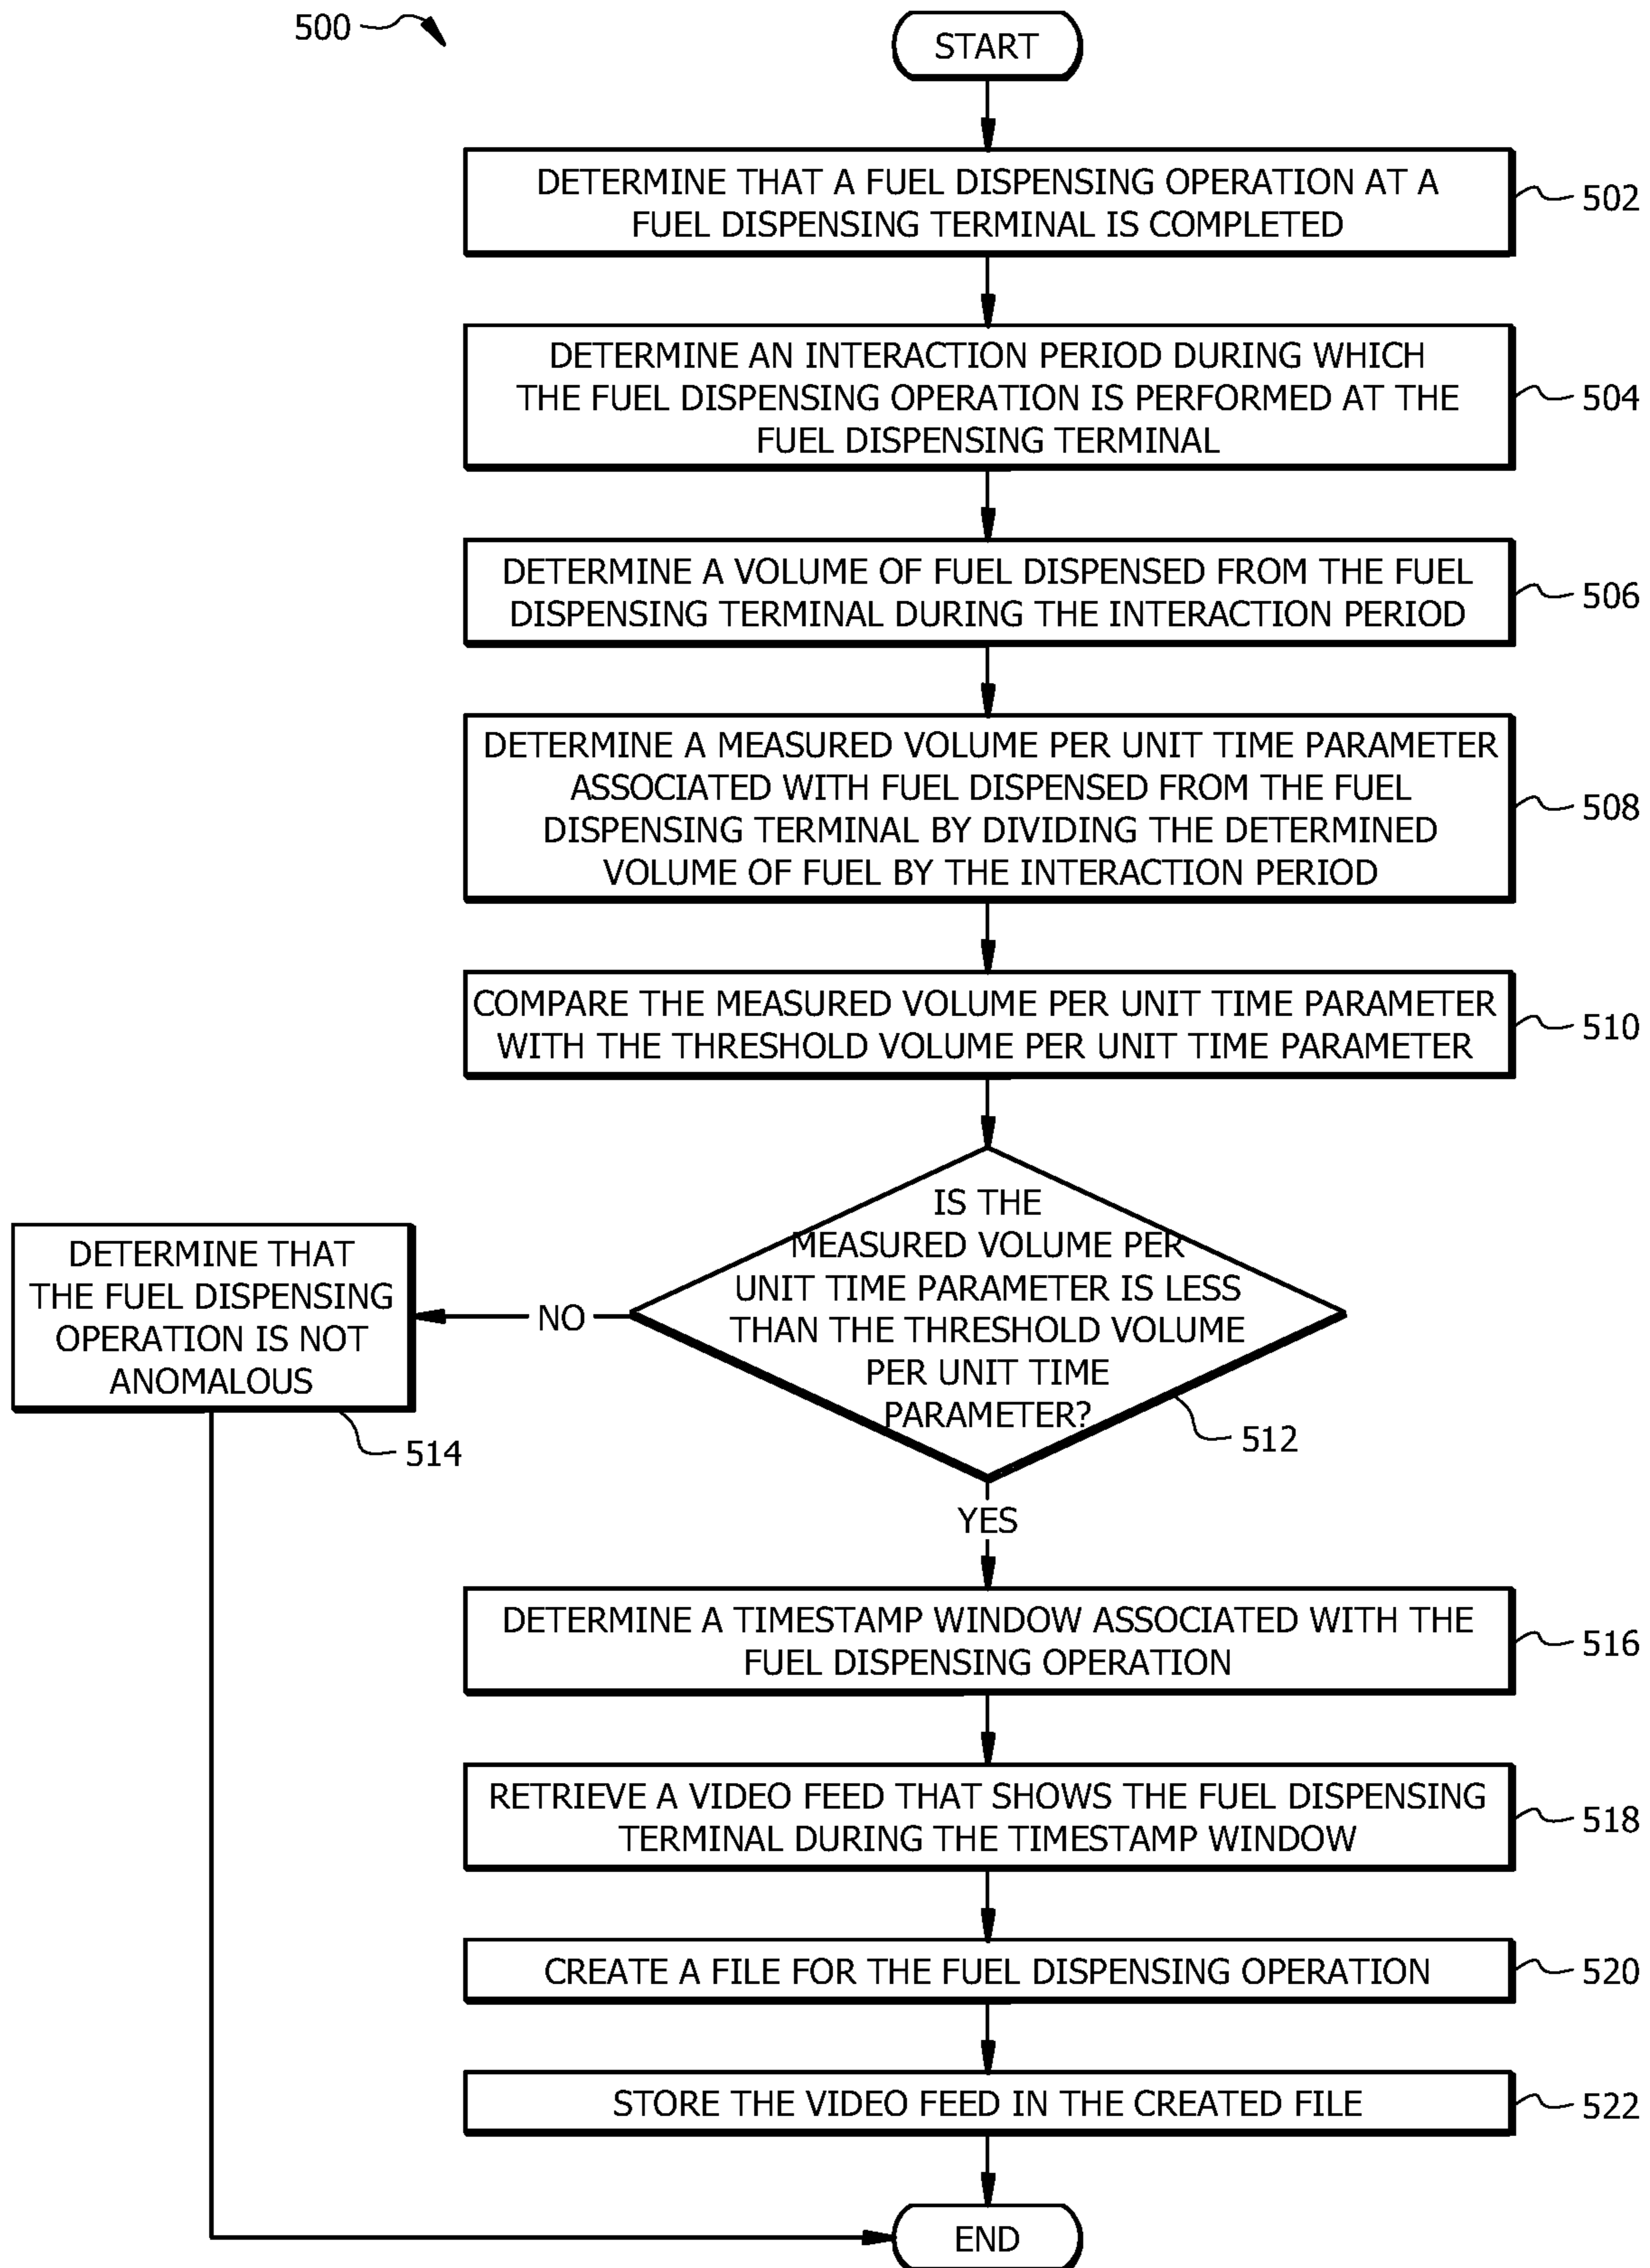 500
START
DETERMINE THAT A FUEL DISPENSING OPERATION AT A
FUEL DISPENSING TERMINAL IS COMPLETED
502
DETERMINE AN INTERACTION PERIOD DURING WHICH
THE FUEL DISPENSING OPERATION IS PERFORMED AT THE
FUEL DISPENSING TERMINAL
504
DETERMINE A VOLUME OF FUEL DISPENSED FROM THE FUEL
DISPENSING TERMINAL DURING THE INTERACTION PERIOD
506
DETERMINE A MEASURED VOLUME PER UNIT TIME PARAMETER
ASSOCIATED WITH FUEL DISPENSED FROM THE FUEL
DISPENSING TERMINAL BY DIVIDING THE DETERMINED
VOLUME OF FUEL BY THE INTERACTION PERIOD
508
COMPARE THE MEASURED VOLUME PER UNIT TIME PARAMETER
WITH THE THRESHOLD VOLUME PER UNIT TIME PARAMETER
510
IS THE
MEASURED VOLUME PER
UNIT TIME PARAMETER IS LESS
THAN THE THRESHOLD VOLUME
PER UNIT TIME
PARAMETER?
512
NO
DETERMINE THAT
THE FUEL DISPENSING
OPERATION IS NOT
ANOMALOUS
514
YES
DETERMINE A TIMESTAMP WINDOW ASSOCIATED WITH THE
FUEL DISPENSING OPERATION
516
RETRIEVE A VIDEO FEED THAT SHOWS THE FUEL DISPENSING
TERMINAL DURING THE TIMESTAMP WINDOW
518
CREATE A FILE FOR THE FUEL DISPENSING OPERATION
520
STORE THE VIDEO FEED IN THE CREATED FILE
522
END